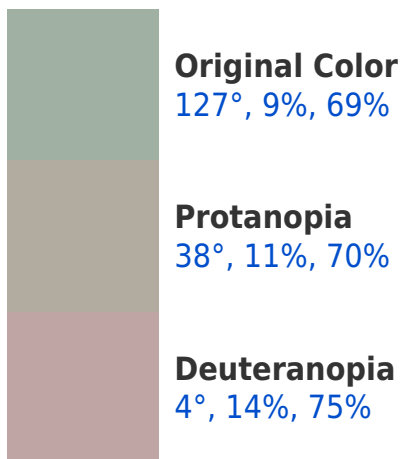 Original Color
127°, 9%, 69%
Protanopia
38°, 11%, 70%
Deuteranopia
4°, 14%, 75%